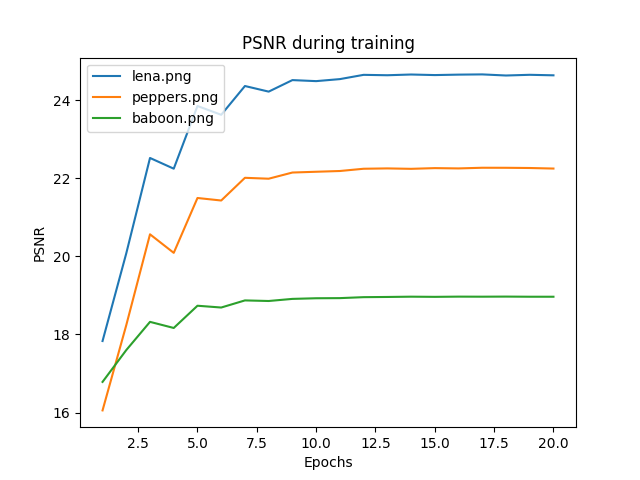 PSNR during training
lena.png
peppers.png
baboon.png
PSNR
24
22
20
18
16
2.5 5.0 7.5 10.0 12.5 15.0 17.5 20.0
Epochs